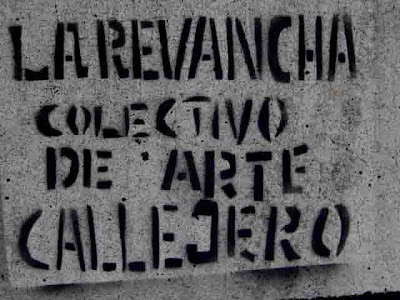 LA REVANCHA
COLECTIVO
DE ARTE
CALLEJERO